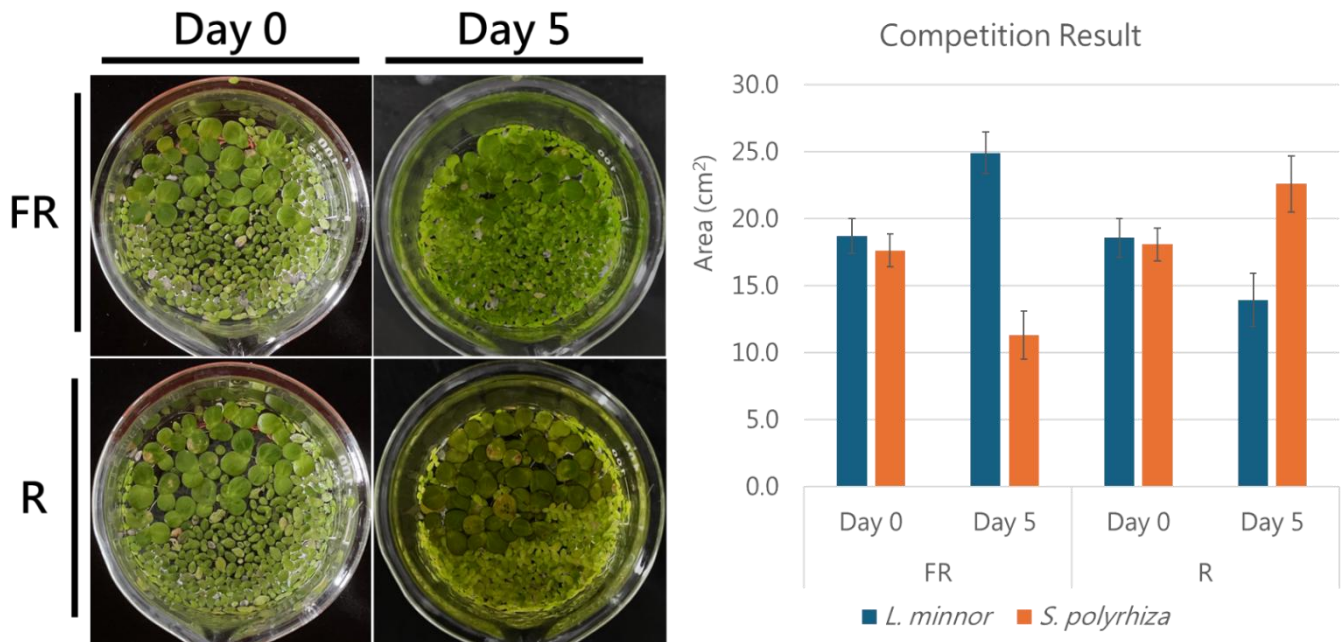 Day 0
Day 5
FR
R
Competition Result
Area (cm²)
30.0
25.0
20.0
15.0
10.0
5.0
0.0
Day 0 Day 5 Day 0 Day 5
FR R
L. minnor S. polyrhiza